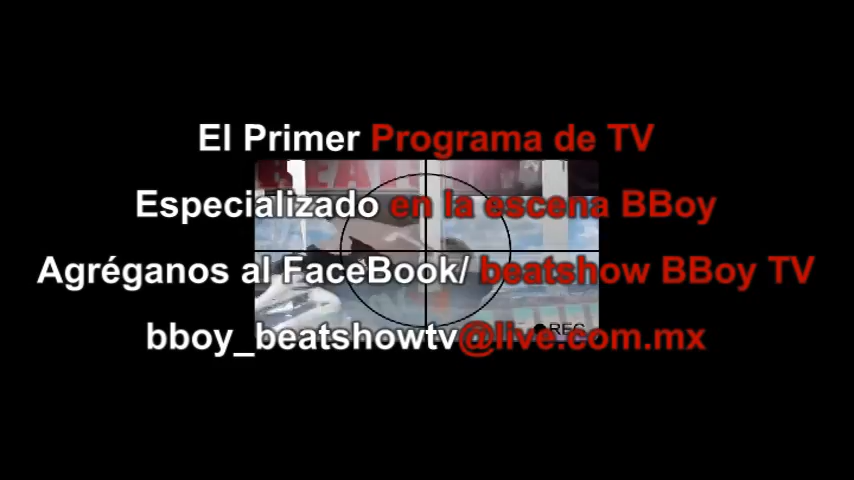 El Primer Programa de TV
Especializado en la escena BBoy
Agréganos al FaceBook/ beatshow BBoy TV
bboy_beatshowtv@live.com.mx
REC